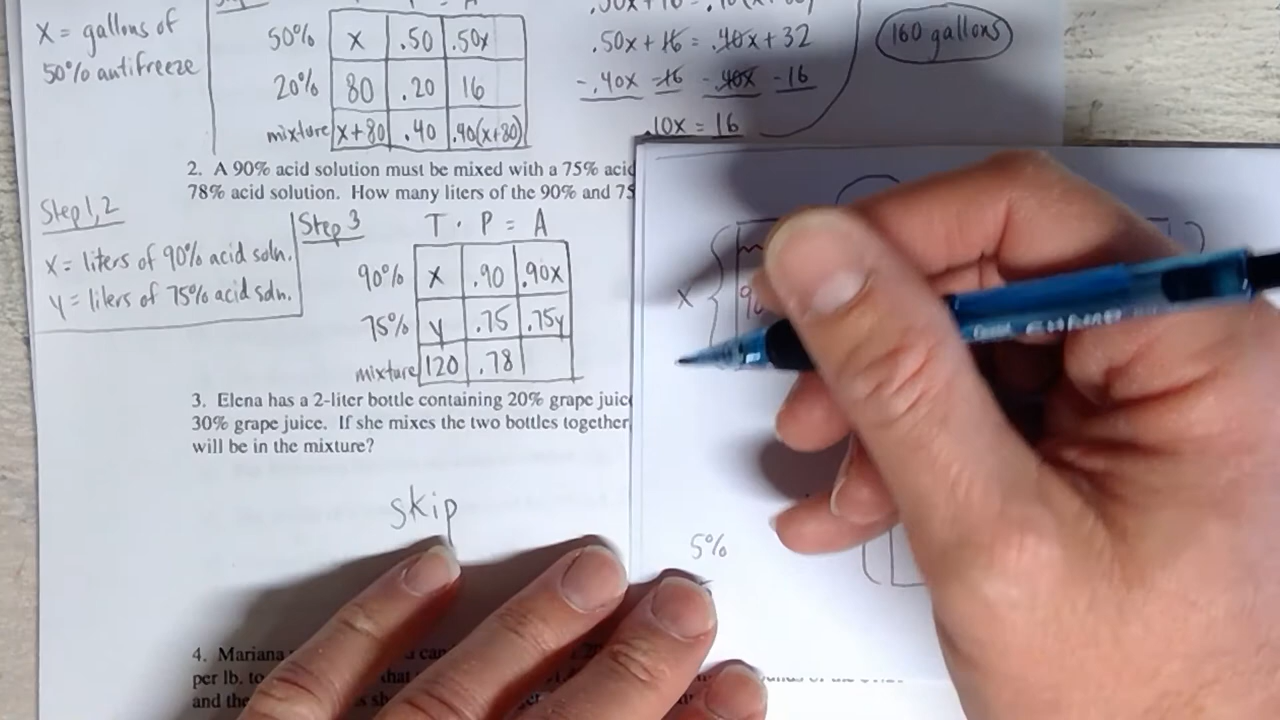 x = gallons of
50% antifreeze
50% x .50 .50x
20% 80 .20 16
mixture x+80 .40 .40(x+80)
.50x + 16 = .40x + 32
- .40x -16 - .40x -16
.10x = 16
160 gallons
2. A 90% acid solution must be mixed with a 75% acid
78% acid solution. How many liters of the 90% and 75
Step 1,2
x = liters of 90% acid soln.
y = liters of 75% acid soln.
Step 3
T · P = A
90% x .90 .90x
75% y .75 .75y
mixture 120 .78
x
3. Elena has a 2-liter bottle containing 20% grape juic
30% grape juice. If she mixes the two bottles together
will be in the mixture?
skip
5%
4. Mariana
per lb. to
and the